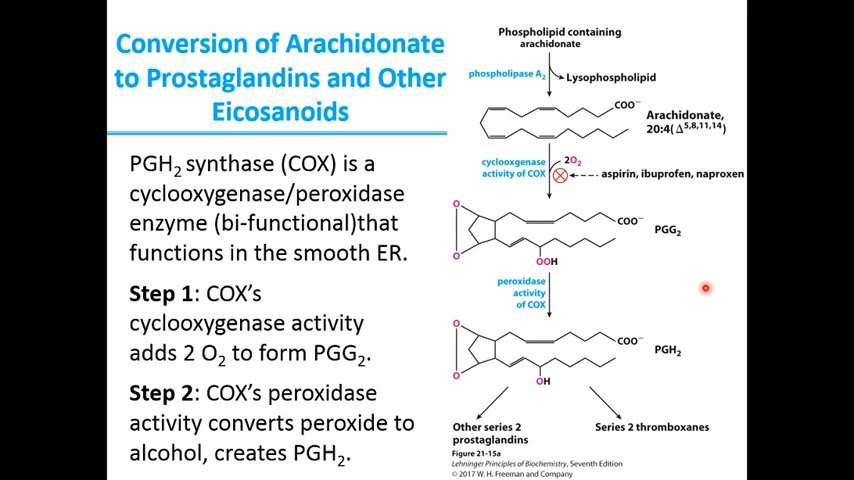 Conversion of Arachidonate
to Prostaglandins and Other
Eicosanoids
PGH₂ synthase (COX) is a
cyclooxygenase/peroxidase
enzyme (bi-functional)that
functions in the smooth ER.
Step 1: COX’s
cyclooxygenase activity
adds 2 O₂ to form PGG₂.
Step 2: COX’s peroxidase
activity converts peroxide to
alcohol, creates PGH₂.
Phospholipid containing
arachidonate
phospholipase A₂
Lysophospholipid
COO⁻
Arachidonate,
20:4(Δ⁵,⁸,¹¹,¹⁴)
cyclooxgenase
activity of COX
2O₂
aspirin, ibuprofen, naproxen
O
O
COO⁻
PGG₂
OOH
peroxidase
activity
of COX
O
O
COO⁻
PGH₂
OH
Other series 2
prostaglandins
Series 2 thromboxanes
Figure 21-15a
Lehninger Principles of Biochemistry, Seventh Edition
© 2017 W. H. Freeman and Company